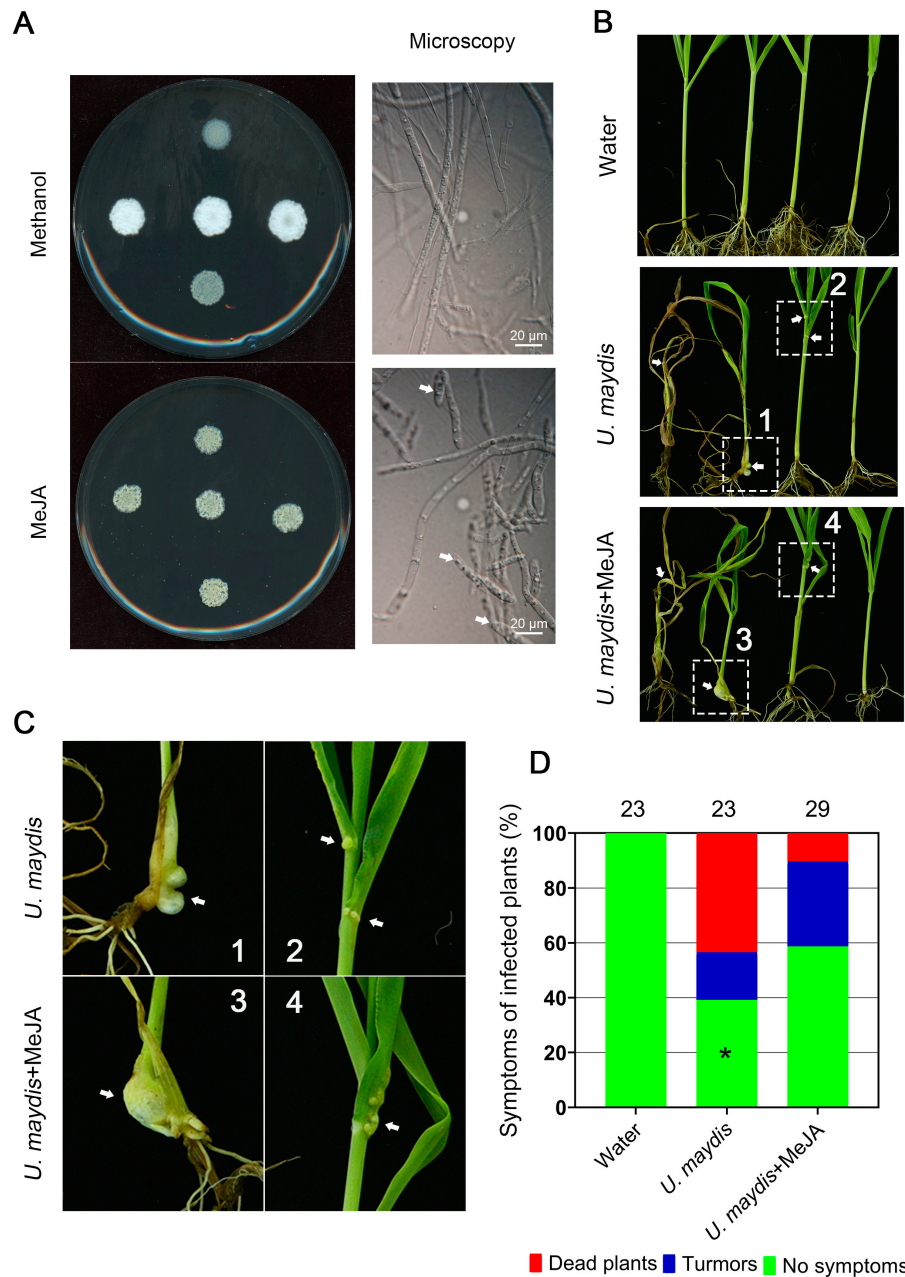 A
Microscopy
Methanol
20 µm
MeJA
20 µm
B
Water
U. maydis
2
1
U. maydis+MeJA
4
3
C
U. maydis
1
2
U. maydis+MeJA
3
4
D
Symptoms of infected plants (%)
23
23
29
100
80
60
40
20
0
*
Water
U. maydis
U. maydis+MeJA
Dead plants
Turmors
No symptoms